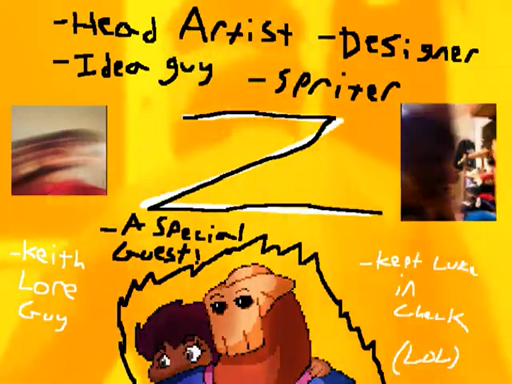 -Head Artist -Designer
-Idea guy -Spriter
Z
-A Special
Guest!
-Keith
Lore
Guy
-Kept Luke
in
Check
(LOL)